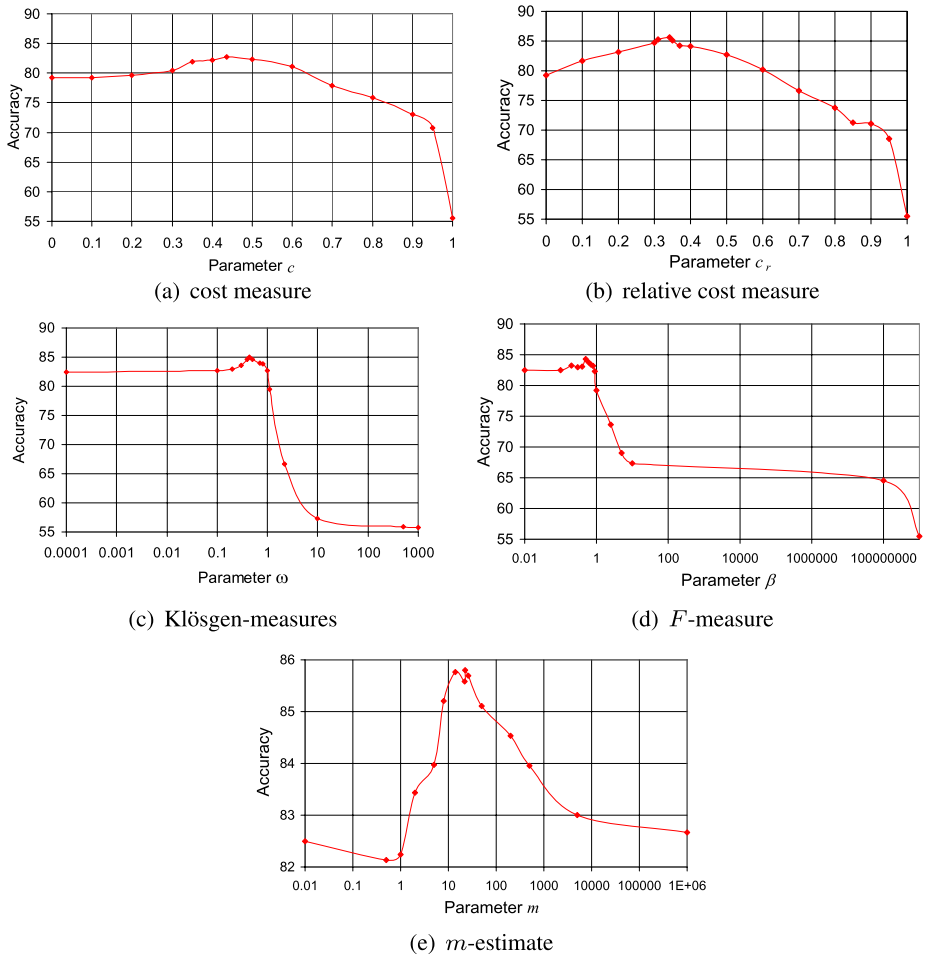 90
85
80
75
70
65
60
55
Accuracy
0 0.1 0.2 0.3 0.4 0.5 0.6 0.7 0.8 0.9 1
Parameter c
(a) cost measure
90
85
80
75
70
65
60
55
Accuracy
0 0.1 0.2 0.3 0.4 0.5 0.6 0.7 0.8 0.9 1
Parameter c r
(b) relative cost measure
90
85
80
75
70
65
60
55
Accuracy
0.0001 0.001 0.01 0.1 1 10 100 1000
Parameter ω
(c) Klösgen-measures
90
85
80
75
70
65
60
55
Accuracy
0.01 1 100 10000 1000000 100000000
Parameter β
(d) F-measure
86
85
84
83
82
Accuracy
0.01 0.1 1 10 100 1000 10000 100000 1E+06
Parameter m
(e) m-estimate